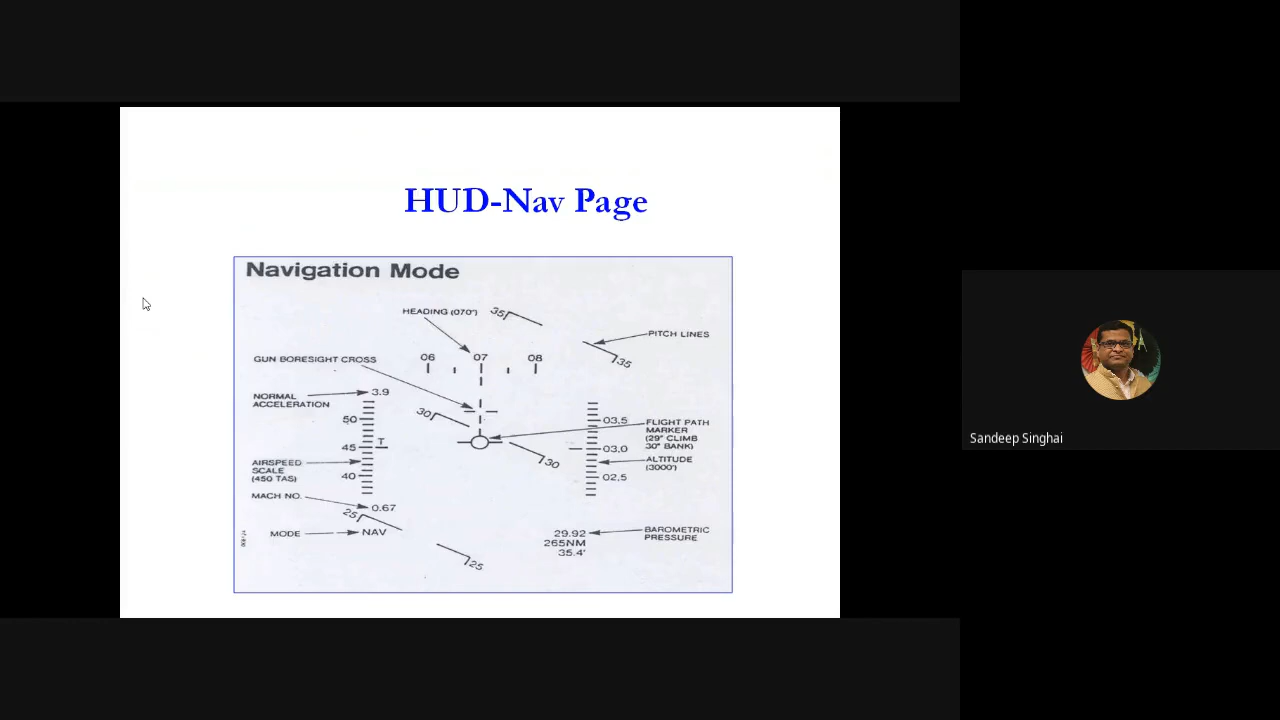 HUD-Nav Page
Navigation Mode
HEADING (070°)
35
PITCH LINES
35
GUN BORESIGHT CROSS
06 07 08
NORMAL
ACCELERATION
3.9
30
50
03,5
FLIGHT PATH
MARKER
(29° CLIMB
30° BANK)
T
45
03,0
30
AIRSPEED
SCALE
(450 TAS)
ALTITUDE
(3000')
40
02,5
MACH NO.
0.67
25
MODE
NAV
29.92
265NM
35.4'
BAROMETRIC
PRESSURE
25
Sandeep Singhai